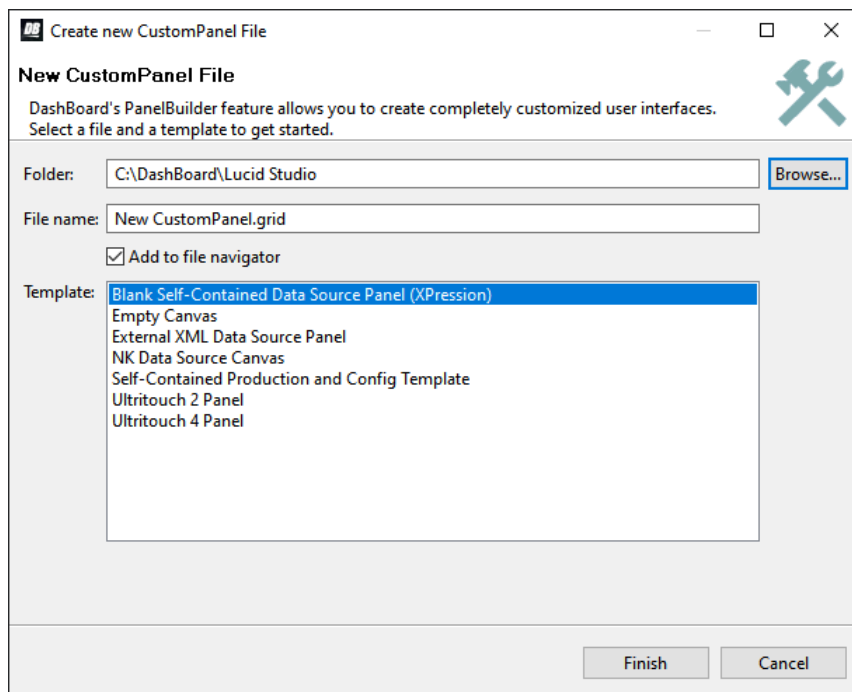 DB Create new CustomPanel File
New CustomPanel File
DashBoard's PanelBuilder feature allows you to create completely customized user interfaces.
Select a file and a template to get started.
Folder: C:\DashBoard\Lucid Studio Browse...
File name: New CustomPanel.grid
Add to file navigator
Template: Blank Self-Contained Data Source Panel (XPression)
Empty Canvas
External XML Data Source Panel
NK Data Source Canvas
Self-Contained Production and Config Template
Ultritouch 2 Panel
Ultritouch 4 Panel
Finish Cancel